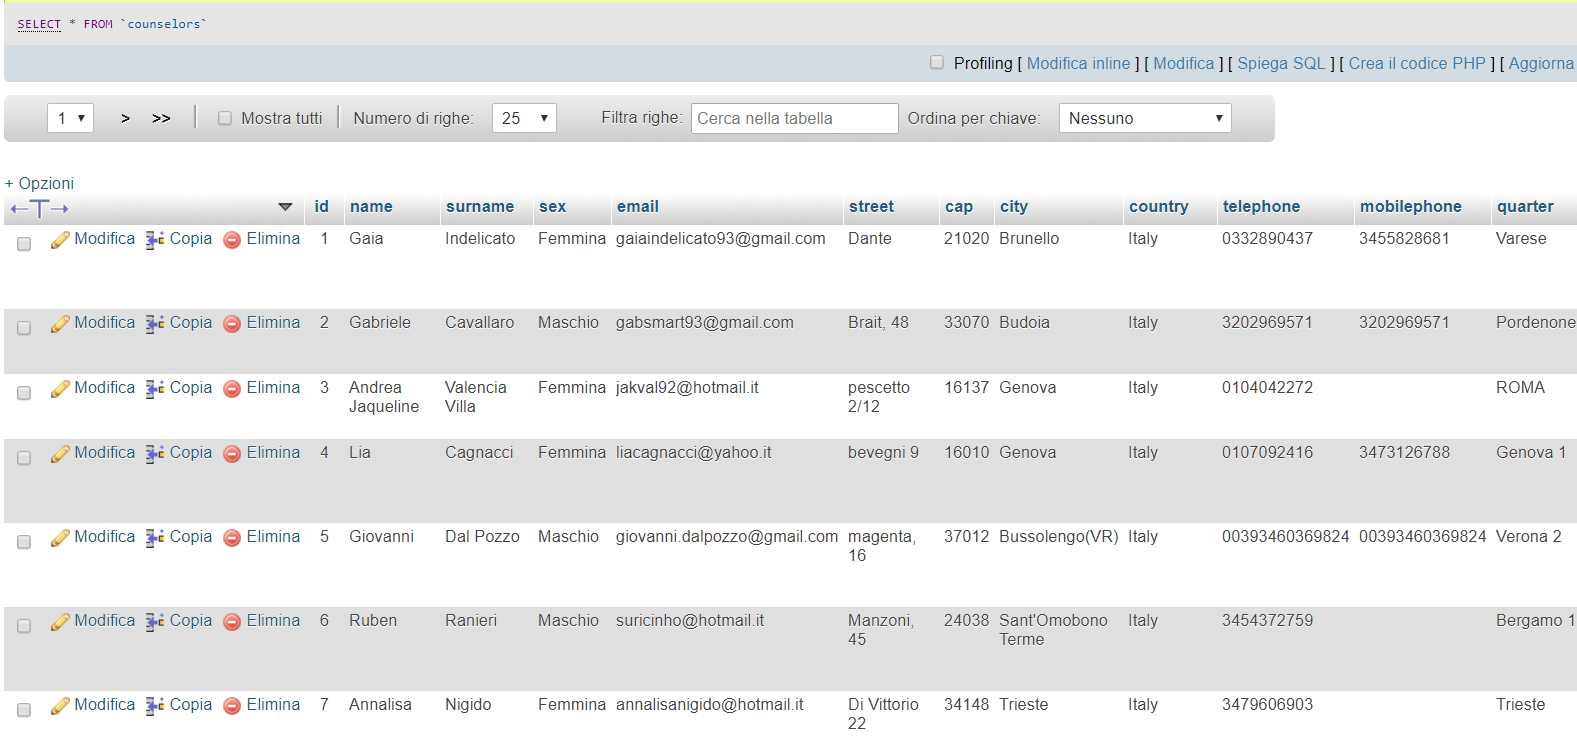 SELECT * FROM `counselors`
Profiling [ Modifica inline ] [ Modifica ] [ Spiega SQL ] [ Crea il codice PHP ] [ Aggiorna
1 > >> Mostra tutti Numero di righe: 25 Filtra righe: Cerca nella tabella Ordina per chiave: Nessuno
+ Opzioni
id name surname sex email street cap city country telephone mobilephone quarter
Modifica Copia Elimina 1 Gaia Indelicato Femmina gaiaindelicato93@gmail.com Dante 21020 Brunello Italy 0332890437 3455828681 Varese
Modifica Copia Elimina 2 Gabriele Cavallaro Maschio gabsmart93@gmail.com Brait, 48 33070 Budoia Italy 3202969571 3202969571 Pordenone
Modifica Copia Elimina 3 Andrea Valencia Femmina jakval92@hotmail.it pescetto 16137 Genova Italy 0104042272 ROMA
Jaqueline Villa 2/12
Modifica Copia Elimina 4 Lia Cagnacci Femmina liacagnacci@yahoo.it bevegni 9 16010 Genova Italy 0107092416 3473126788 Genova 1
Modifica Copia Elimina 5 Giovanni Dal Pozzo Maschio giovanni.dalpozzo@gmail.com magenta, 37012 Bussolengo(VR) Italy 00393460369824 00393460369824 Verona 2
16
Modifica Copia Elimina 6 Ruben Ranieri Maschio suricinho@hotmail.it Manzoni, 24038 Sant'Omobono Italy 3454372759 Bergamo 1
45 Terme
Modifica Copia Elimina 7 Annalisa Nigido Femmina annalisanigido@hotmail.it Di Vittorio 34148 Trieste Italy 3479606903 Trieste
22